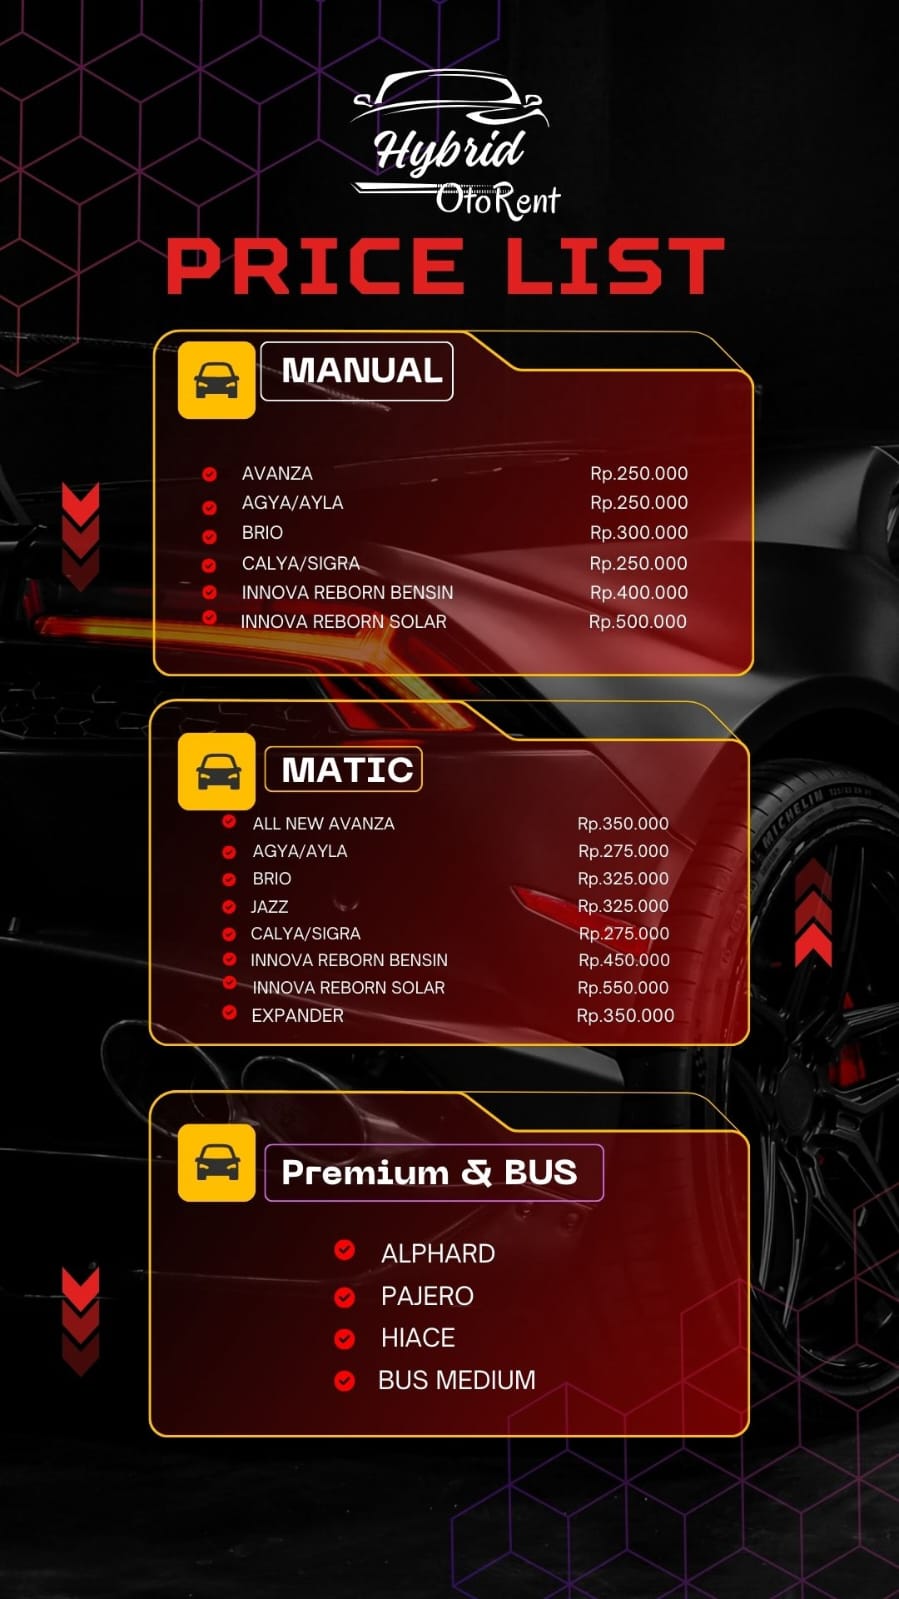 Hybrid
OtoRent
PRICE LIST
MANUAL
AVANZA Rp.250.000
AGYA/AYLA Rp.250.000
BRIO Rp.300.000
CALYA/SIGRA Rp.250.000
INNOVA REBORN BENSIN Rp.400.000
INNOVA REBORN SOLAR Rp.500.000
MATIC
ALL NEW AVANZA Rp.350.000
AGYA/AYLA Rp.275.000
BRIO Rp.325.000
JAZZ Rp.325.000
CALYA/SIGRA Rp.275.000
INNOVA REBORN BENSIN Rp.450.000
INNOVA REBORN SOLAR Rp.550.000
EXPANDER Rp.350.000
MICHELIN
Premium & BUS
ALPHARD
PAJERO
HIACE
BUS MEDIUM